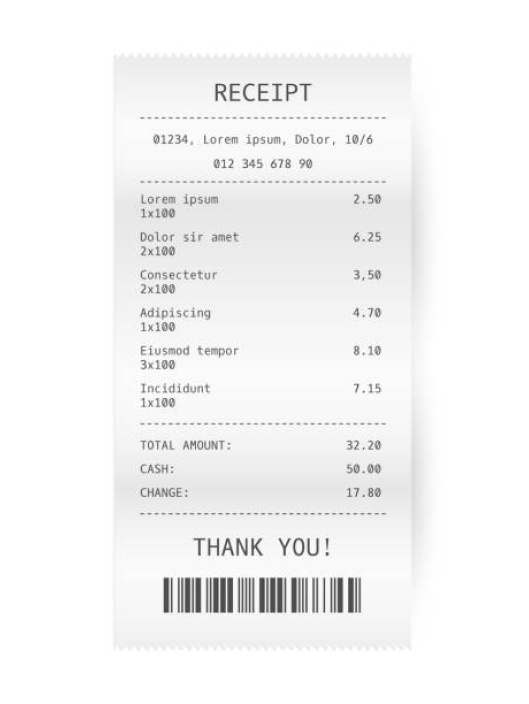 RECEIPT
01234, Lorem ipsum, Dolor, 10/6
012 345 678 90
Lorem ipsum 2.50
1x100
Dolor sir amet 6.25
2x100
Consectetur 3,50
2x100
Adipiscing 4.70
1x100
Eiusmod tempor 8.10
3x100
Incididunt 7.15
1x100
TOTAL AMOUNT: 32.20
CASH: 50.00
CHANGE: 17.80
THANK YOU!